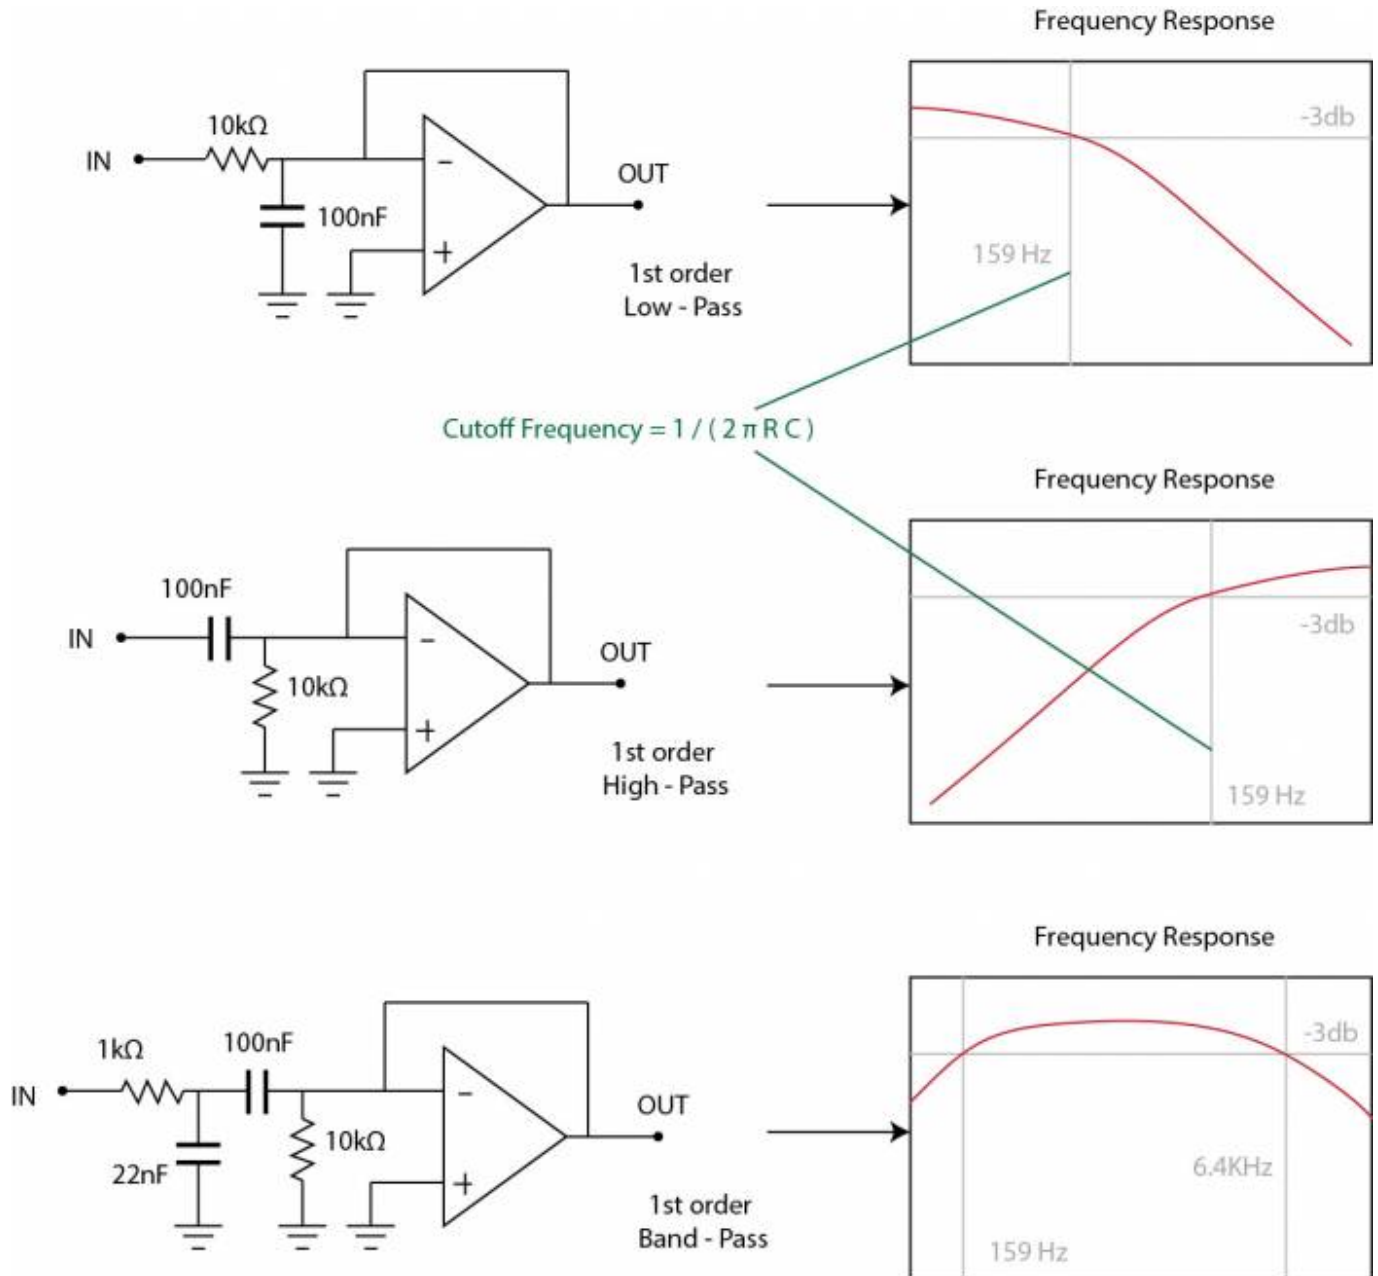 Frequency Response
-3db
10kΩ
IN
100nF
−
+
OUT
159 Hz
1st order
Low - Pass
Cutoff Frequency = 1 / ( 2 π R C )
Frequency Response
100nF
IN
10kΩ
−
+
OUT
-3db
1st order
High - Pass
159 Hz
Frequency Response
1kΩ
100nF
IN
22nF
10kΩ
−
+
OUT
-3db
6.4KHz
1st order
Band - Pass
159 Hz